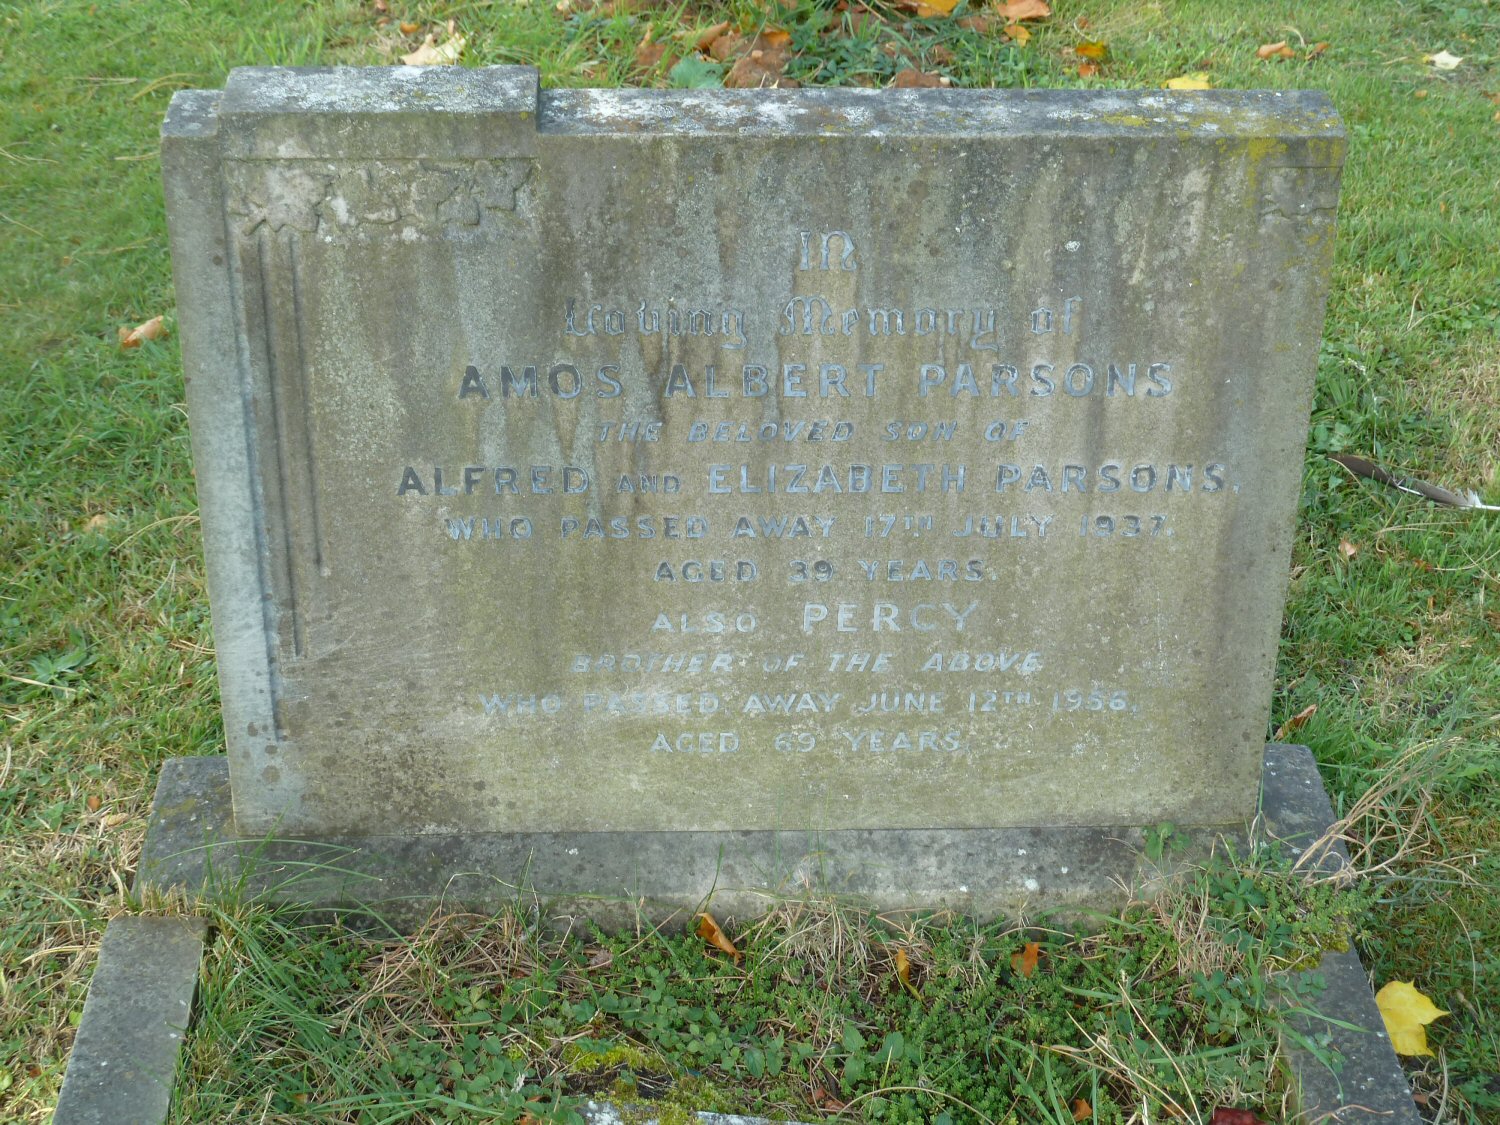 IN
Loving Memory of
AMOS ALBERT PARSONS
THE BELOVED SON OF
ALFRED AND ELIZABETH PARSONS.
WHO PASSED AWAY 17TH JULY 1937.
AGED 39 YEARS.
ALSO PERCY
BROTHER OF THE ABOVE
WHO PASSED AWAY JUNE 12TH 1956.
AGED 69 YEARS.